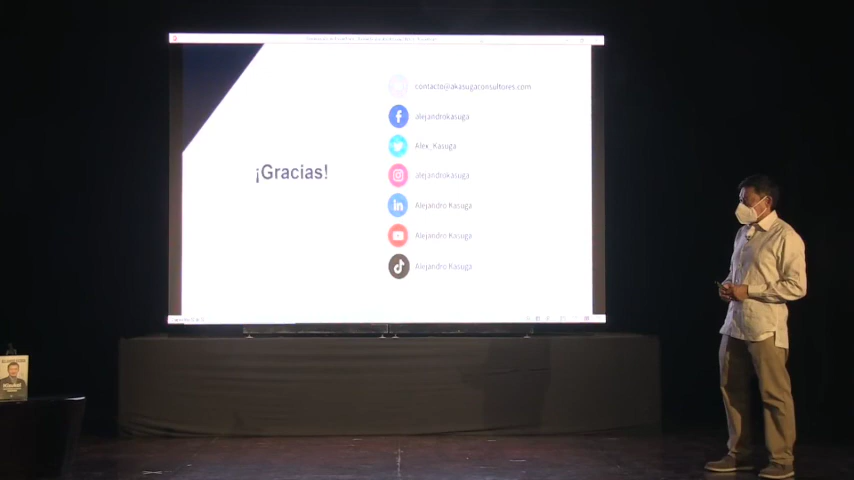 ¡Gracias!
contacto@akasugaconsultores.com
alejandrokasuga
Alex_Kasuga
alejandrokasuga
Alejandro Kasuga
Alejandro Kasuga
Alejandro Kasuga